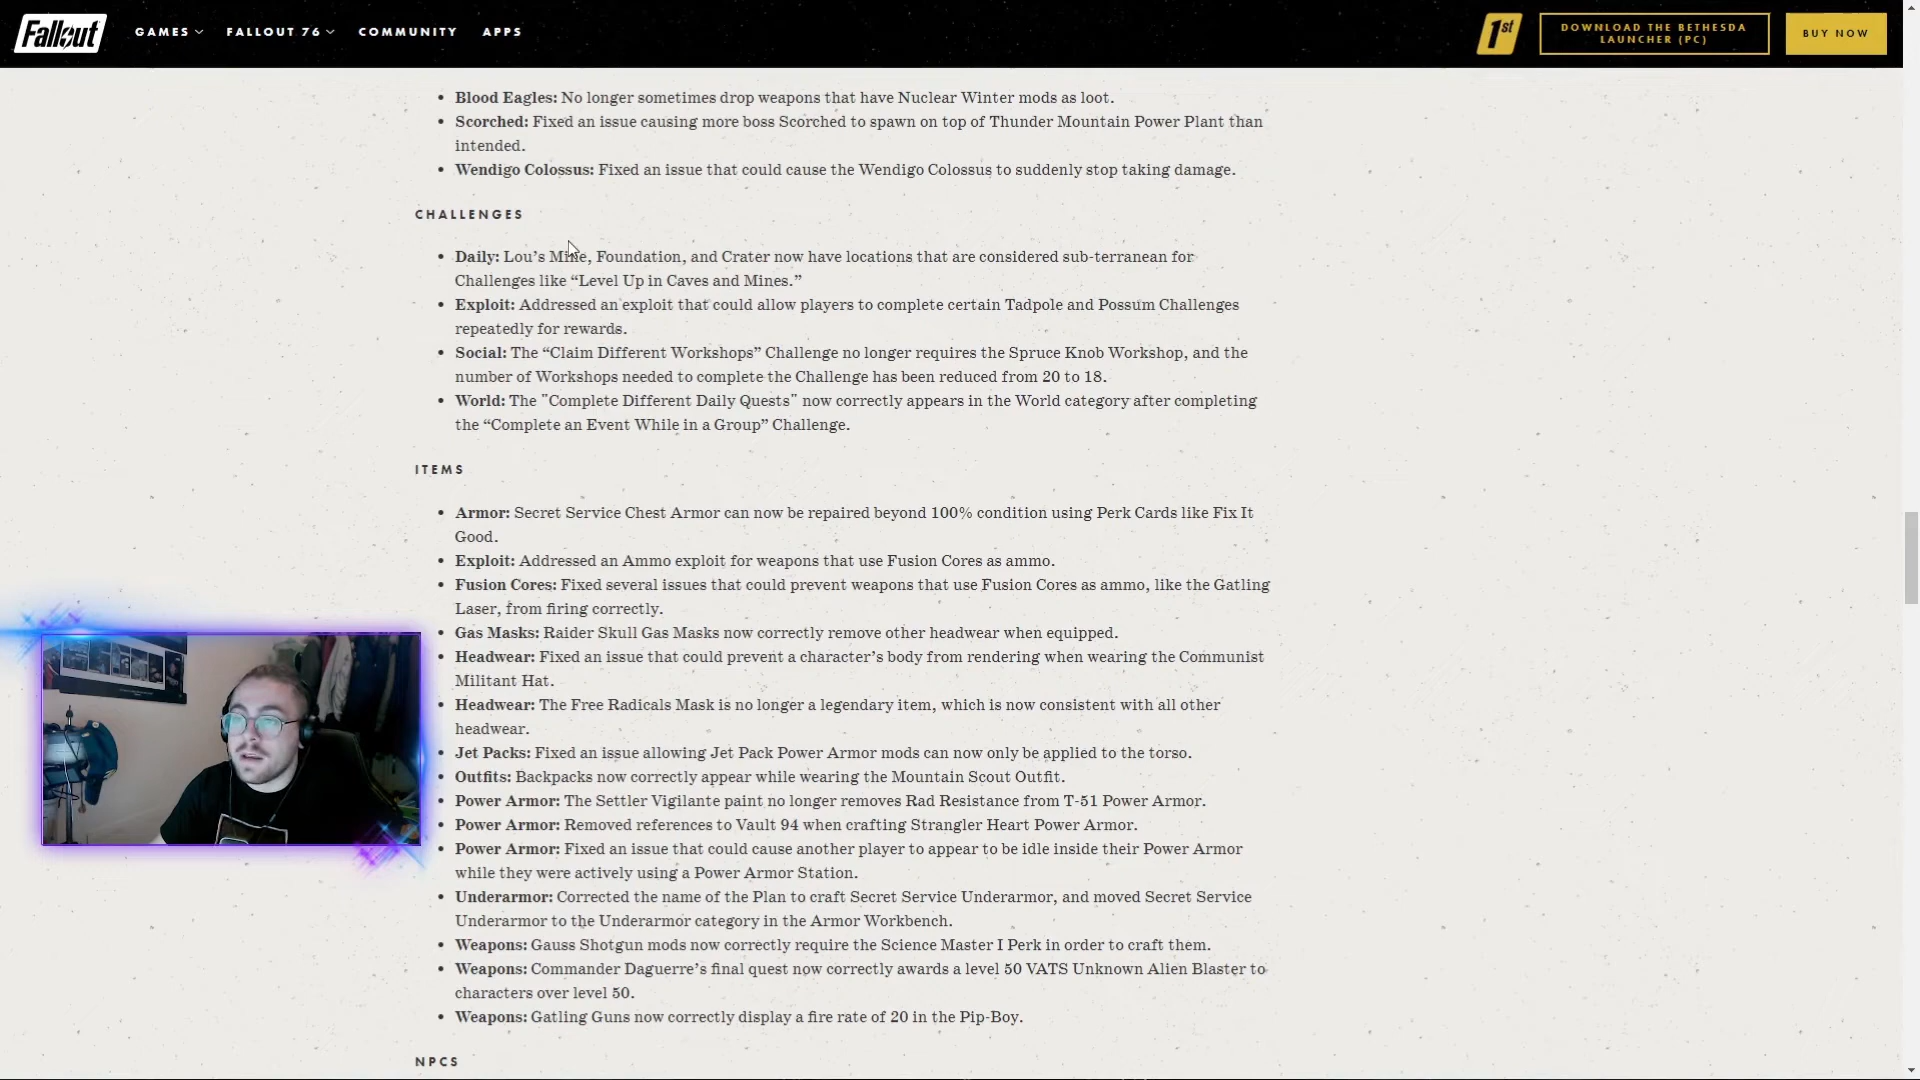 Fallout
GAMES
FALLOUT 76
COMMUNITY
APPS
1st
DOWNLOAD THE BETHESDA
LAUNCHER (PC)
BUY NOW
• Blood Eagles: No longer sometimes drop weapons that have Nuclear Winter mods as loot.
• Scorched: Fixed an issue causing more boss Scorched to spawn on top of Thunder Mountain Power Plant than
intended.
• Wendigo Colossus: Fixed an issue that could cause the Wendigo Colossus to suddenly stop taking damage.
CHALLENGES
• Daily: Lou’s Mine, Foundation, and Crater now have locations that are considered sub-terranean for
Challenges like “Level Up in Caves and Mines.”
• Exploit: Addressed an exploit that could allow players to complete certain Tadpole and Possum Challenges
repeatedly for rewards.
• Social: The “Claim Different Workshops” Challenge no longer requires the Spruce Knob Workshop, and the
number of Workshops needed to complete the Challenge has been reduced from 20 to 18.
• World: The "Complete Different Daily Quests" now correctly appears in the World category after completing
the “Complete an Event While in a Group” Challenge.
ITEMS
• Armor: Secret Service Chest Armor can now be repaired beyond 100% condition using Perk Cards like Fix It
Good.
• Exploit: Addressed an Ammo exploit for weapons that use Fusion Cores as ammo.
• Fusion Cores: Fixed several issues that could prevent weapons that use Fusion Cores as ammo, like the Gatling
Laser, from firing correctly.
• Gas Masks: Raider Skull Gas Masks now correctly remove other headwear when equipped.
• Headwear: Fixed an issue that could prevent a character’s body from rendering when wearing the Communist
Militant Hat.
• Headwear: The Free Radicals Mask is no longer a legendary item, which is now consistent with all other
headwear.
• Jet Packs: Fixed an issue allowing Jet Pack Power Armor mods can now only be applied to the torso.
• Outfits: Backpacks now correctly appear while wearing the Mountain Scout Outfit.
• Power Armor: The Settler Vigilante paint no longer removes Rad Resistance from T-51 Power Armor.
• Power Armor: Removed references to Vault 94 when crafting Strangler Heart Power Armor.
• Power Armor: Fixed an issue that could cause another player to appear to be idle inside their Power Armor
while they were actively using a Power Armor Station.
• Underarmor: Corrected the name of the Plan to craft Secret Service Underarmor, and moved Secret Service
Underarmor to the Underarmor category in the Armor Workbench.
• Weapons: Gauss Shotgun mods now correctly require the Science Master I Perk in order to craft them.
• Weapons: Commander Daguerre’s final quest now correctly awards a level 50 VATS Unknown Alien Blaster to
characters over level 50.
• Weapons: Gatling Guns now correctly display a fire rate of 20 in the Pip-Boy.
NPCS